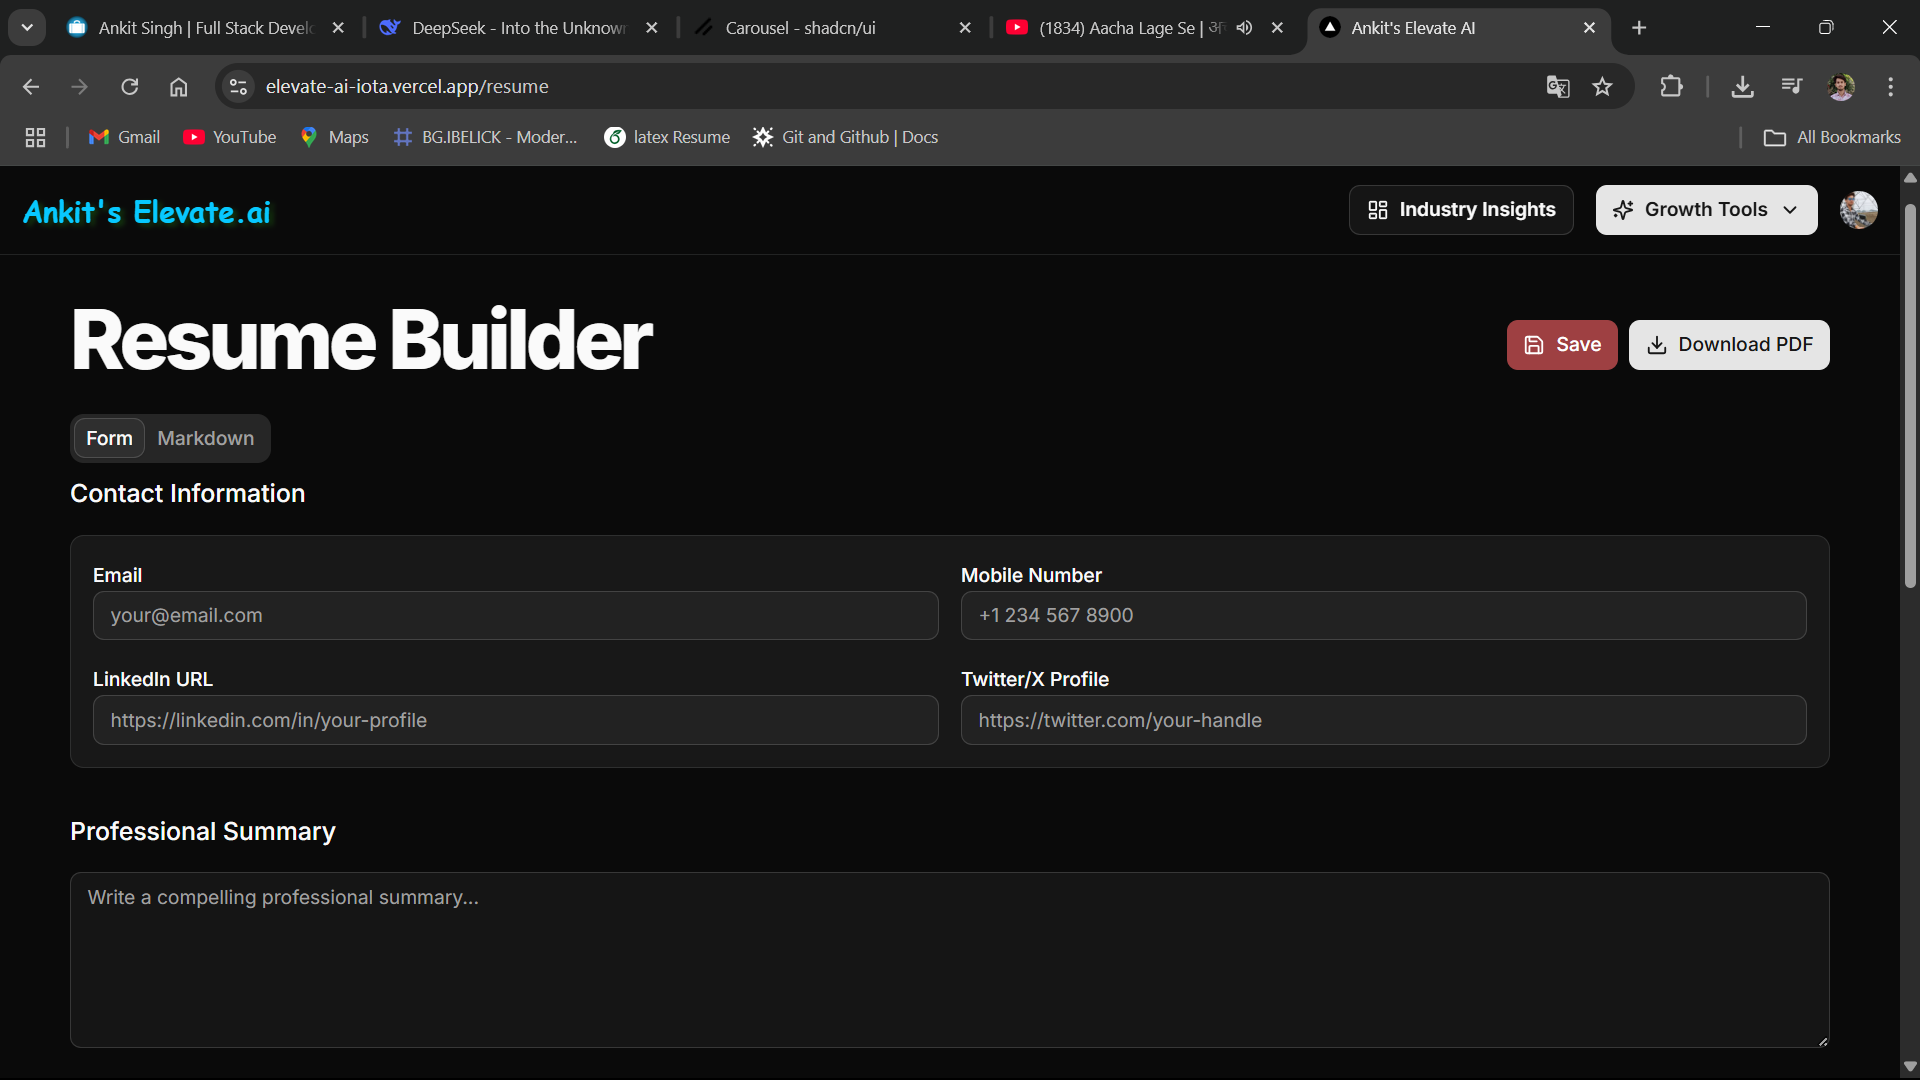 Ankit Singh | Full Stack Develo
DeepSeek - Into the Unknown
Carousel - shadcn/ui
(1834) Aacha Lage Se |
Ankit's Elevate AI
elevate-ai-iota.vercel.app/resume
Gmail
YouTube
Maps
BG.IBELICK - Moder...
latex Resume
Git and Github | Docs
All Bookmarks
Ankit's Elevate.ai
Industry Insights
Growth Tools
Resume Builder
Save
Download PDF
Form
Markdown
Contact Information
Email
Mobile Number
your@email.com
+1 234 567 8900
LinkedIn URL
Twitter/X Profile
https://linkedin.com/in/your-profile
https://twitter.com/your-handle
Professional Summary
Write a compelling professional summary...